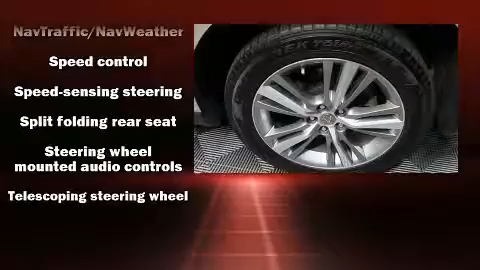 NavTraffic/NavWeather
Speed control
Speed-sensing steering
Split folding rear seat
Steering wheel
mounted audio controls
Telescoping steering wheel